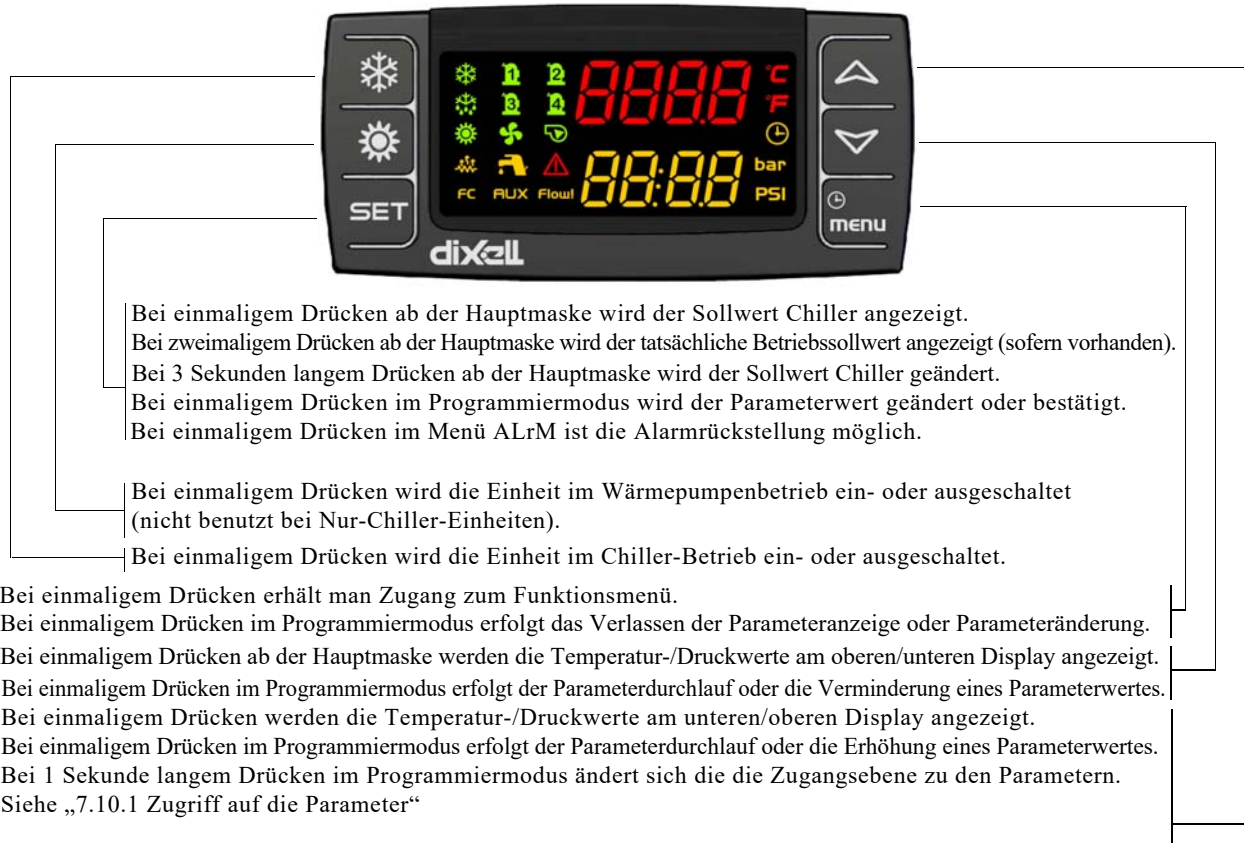 1 2 88.8.8 °C
3 4 °F
bar
FC AUX Flow! 88:8.8 PSI
SET
menu
dixell
Bei einmaligem Drücken ab der Hauptmaske wird der Sollwert Chiller angezeigt.
Bei zweimaligem Drücken ab der Hauptmaske wird der tatsächliche Betriebssollwert angezeigt (sofern vorhanden).
Bei 3 Sekunden langem Drücken ab der Hauptmaske wird der Sollwert Chiller geändert.
Bei einmaligem Drücken im Programmiermodus wird der Parameterwert geändert oder bestätigt.
Bei einmaligem Drücken im Menü ALrM ist die Alarmrückstellung möglich.
Bei einmaligem Drücken wird die Einheit im Wärmepumpenbetrieb ein- oder ausgeschaltet
(nicht benutzt bei Nur-Chiller-Einheiten).
Bei einmaligem Drücken wird die Einheit im Chiller-Betrieb ein- oder ausgeschaltet.
Bei einmaligem Drücken erhält man Zugang zum Funktionsmenü.
Bei einmaligem Drücken im Programmiermodus erfolgt das Verlassen der Parameteranzeige oder Parameteränderung.
Bei einmaligem Drücken ab der Hauptmaske werden die Temperatur-/Druckwerte am oberen/unteren Display angezeigt.
Bei einmaligem Drücken im Programmiermodus erfolgt der Parameterdurchlauf oder die Verminderung eines Parameterwertes.
Bei einmaligem Drücken werden die Temperatur-/Druckwerte am unteren/oberen Display angezeigt.
Bei einmaligem Drücken im Programmiermodus erfolgt der Parameterdurchlauf oder die Erhöhung eines Parameterwertes.
Bei 1 Sekunde langem Drücken im Programmiermodus ändert sich die die Zugangsebene zu den Parametern.
Siehe „7.10.1 Zugriff auf die Parameter“